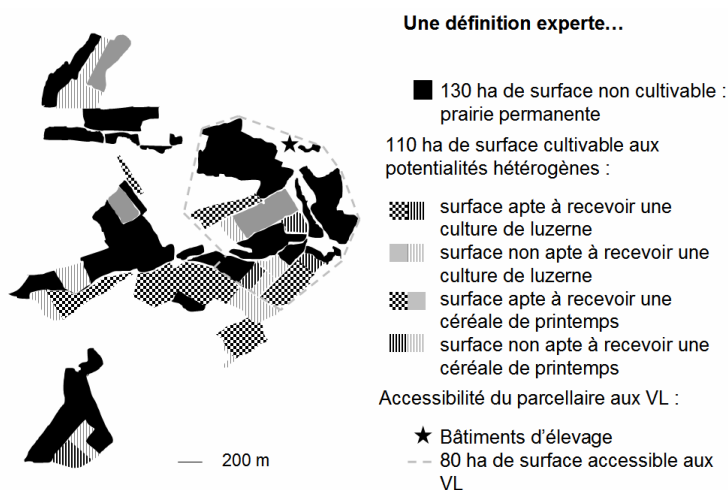 Une définition experte…
130 ha de surface non cultivable :
prairie permanente
110 ha de surface cultivable aux
potentialités hétérogènes :
surface apte à recevoir une
culture de luzerne
surface non apte à recevoir une
culture de luzerne
surface apte à recevoir une
céréale de printemps
surface non apte à recevoir une
céréale de printemps
Accessibilité du parcellaire aux VL :
Bâtiments d'élevage
80 ha de surface accessible aux
VL
200 m